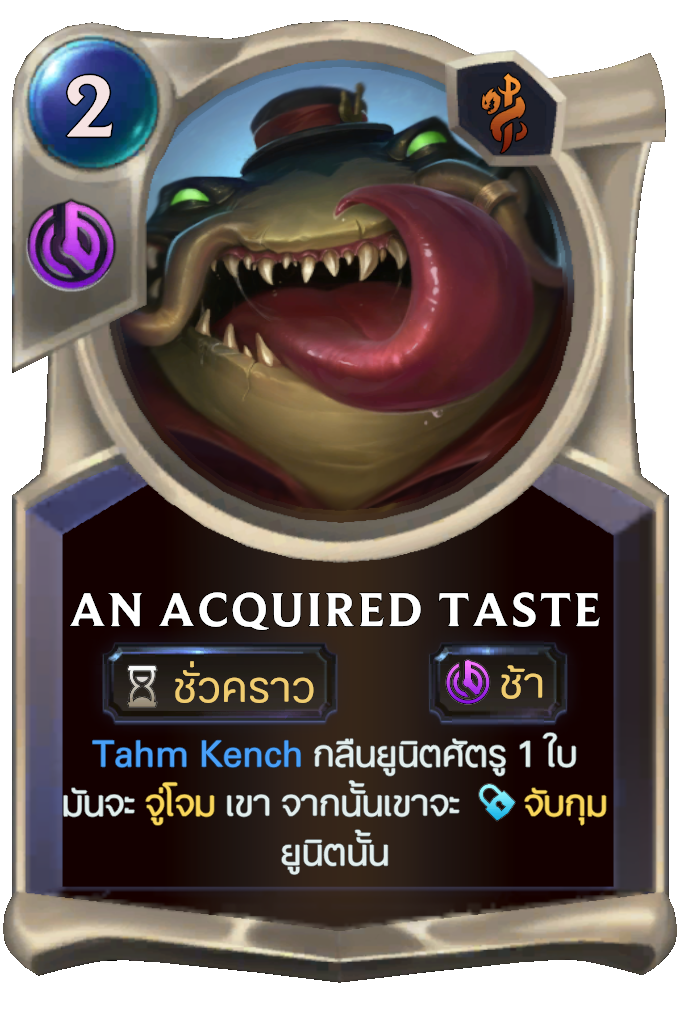 2
AN ACQUIRED TASTE
ชั่วคราว ช้า
Tahm Kench กลืนยูนิตศัตรู 1 ใบ
มันจะ จู่โจม เขา จากนั้นเขาจะ จับกุม
ยูนิตนั้น